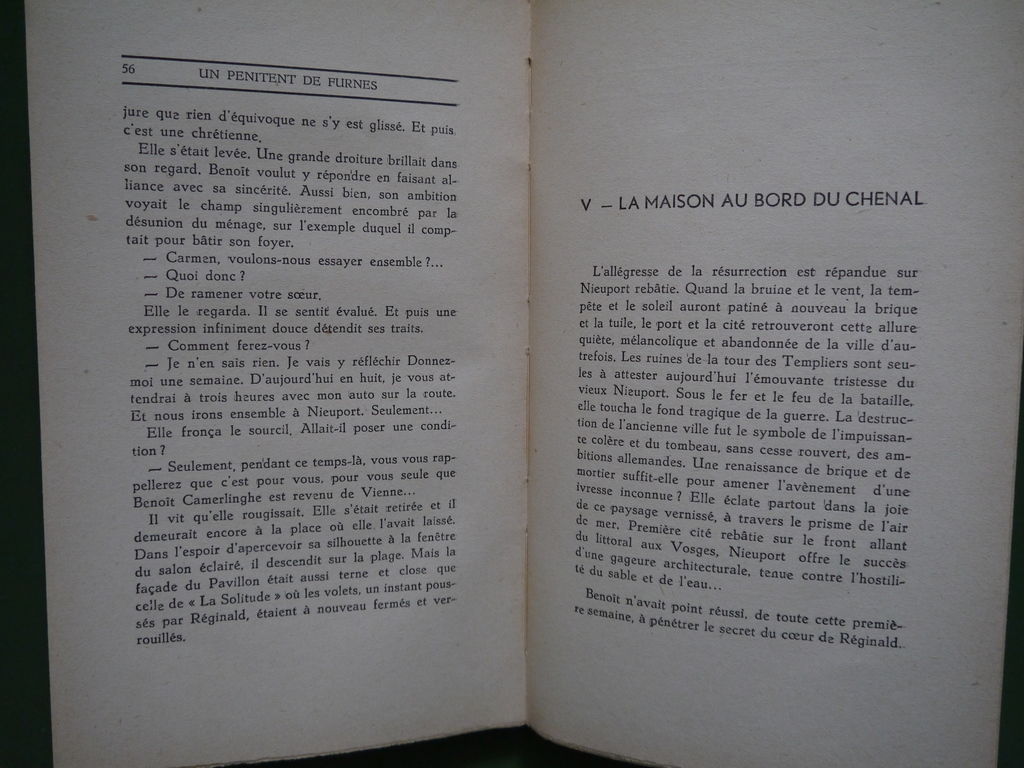 56 UN PENITENT DE FURNES
jure que rien d'équivoque ne s'y est glissé. Et puis
c'est une chrétienne.
Elle s'était levée. Une grande droiture brillait dans
son regard. Benoît voulut y répondre en faisant al-
liance avec sa sincérité. Aussi bien, son ambition
voyait le champ singulièrement encombré par la
désunion du ménage, sur l'exemple duquel il comp-
tait pour bâtir son foyer.
— Carmen, voulons-nous essayer ensemble ?...
— Quoi donc ?
— De ramener votre sœur.
Elle le regarda. Il se sentit évalué. Et puis une
expression infiniment douce détendit ses traits.
— Comment ferez-vous ?
— Je n'en sais rien. Je vais y réfléchir Donnez-
moi une semaine. D'aujourd'hui en huit, je vous at-
tendrai à trois heures avec mon auto sur la route.
Et nous irons ensemble à Nieuport. Seulement...
Elle fronça le sourcil. Allait-il poser une condi-
tion ?
— Seulement, pendant ce temps-là, vous vous rap-
pellerez que c'est pour vous, pour vous seule que
Benoît Camerlinghe est revenu de Vienne...
Il vit qu'elle rougissait. Elle s'était retirée et il
demeurait encore à la place où elle l'avait laissé.
Dans l'espoir d'apercevoir sa silhouette à la fenêtre
du salon éclairé, il descendit sur la plage. Mais la
façade du Pavillon était aussi terne et close que
celle de « La Solitude » où les volets, un instant pous-
sés par Réginald, étaient à nouveau fermés et ver-
rouillés.
V — LA MAISON AU BORD DU CHENAL
L'allégresse de la résurrection est répandue sur
Nieuport rebâtie. Quand la bruine et le vent, la tem-
pête et le soleil auront patiné à nouveau la brique
et la tuile, le port et la cité retrouveront cette allure
quiète, mélancolique et abandonnée de la ville d'au-
trefois. Les ruines de la tour des Templiers sont seu-
les à attester aujourd'hui l'émouvante tristesse du
vieux Nieuport. Sous le fer et le feu de la bataille,
elle toucha le fond tragique de la guerre. La destruc-
tion de l'ancienne ville fut le symbole de l'impuissan-
te colère et du tombeau, sans cesse rouvert, des am-
bitions allemandes. Une renaissance de brique et de
mortier suffit-elle pour amener l'avènement d'une
ivresse inconnue ? Elle éclate partout dans la joie
de ce paysage vernissé, à travers le prisme de l'air
de mer. Première cité rebâtie sur le front allant
du littoral aux Vosges, Nieuport offre le succès
d'une gageure architecturale, tenue contre l'hostili-
té du sable et de l'eau...
Benoît n'avait point réussi, de toute cette premiè-
re semaine, à pénétrer le secret du cœur de Réginald.